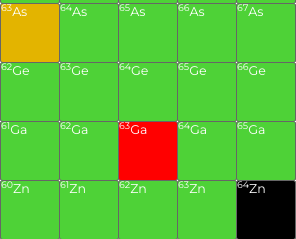 ⁶³As ⁶⁴As ⁶⁵As ⁶⁶As ⁶⁷As
⁶²Ge ⁶³Ge ⁶⁴Ge ⁶⁵Ge ⁶⁶Ge
⁶¹Ga ⁶²Ga ⁶³Ga ⁶⁴Ga ⁶⁵Ga
⁶⁰Zn ⁶¹Zn ⁶²Zn ⁶³Zn ⁶⁴Zn